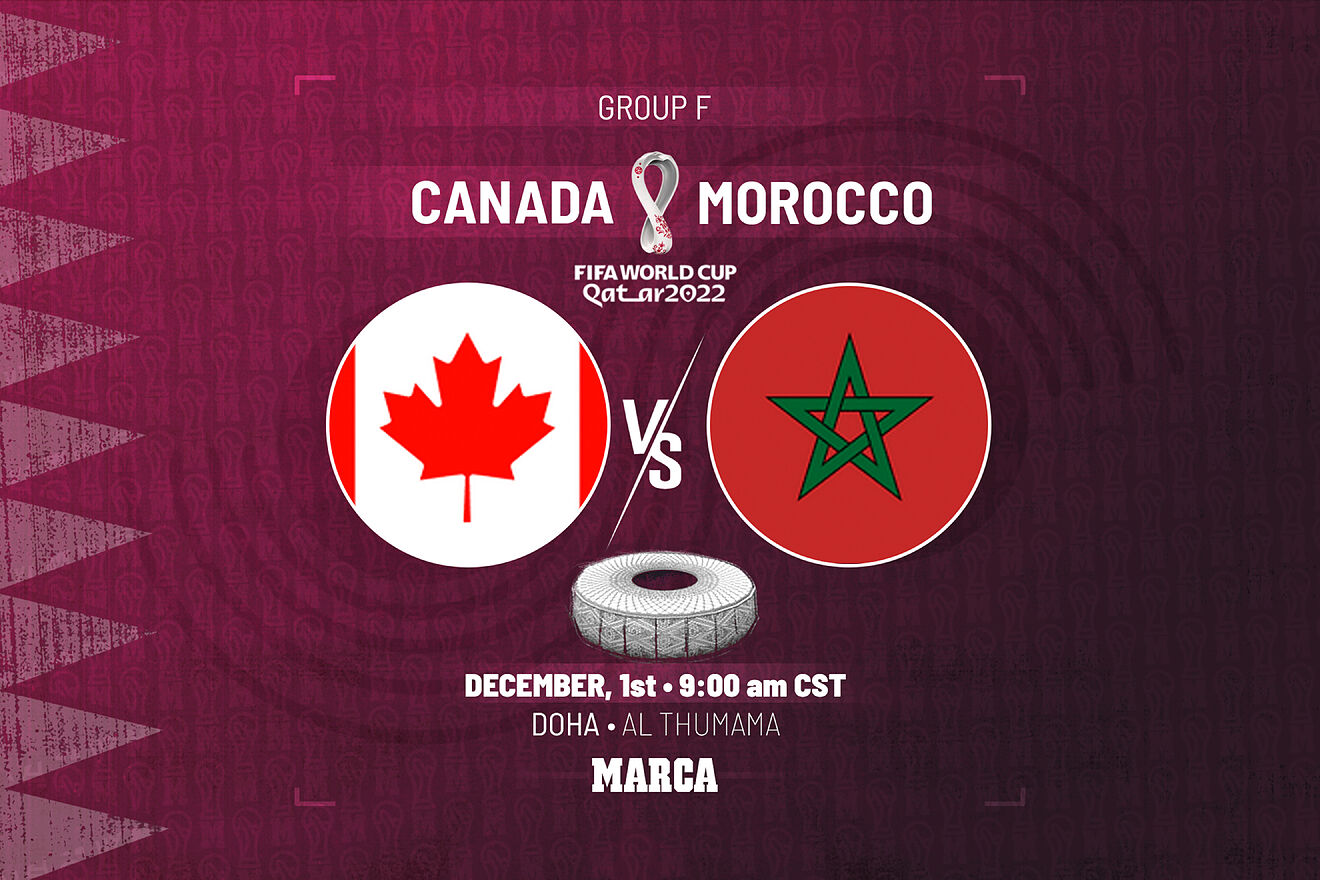 GROUP F
CANADA MOROCCO
FIFA WORLD CUP
Qatar2022
VS
DECEMBER, 1st • 9:00 am CST
DOHA • AL THUMAMA
MARCA